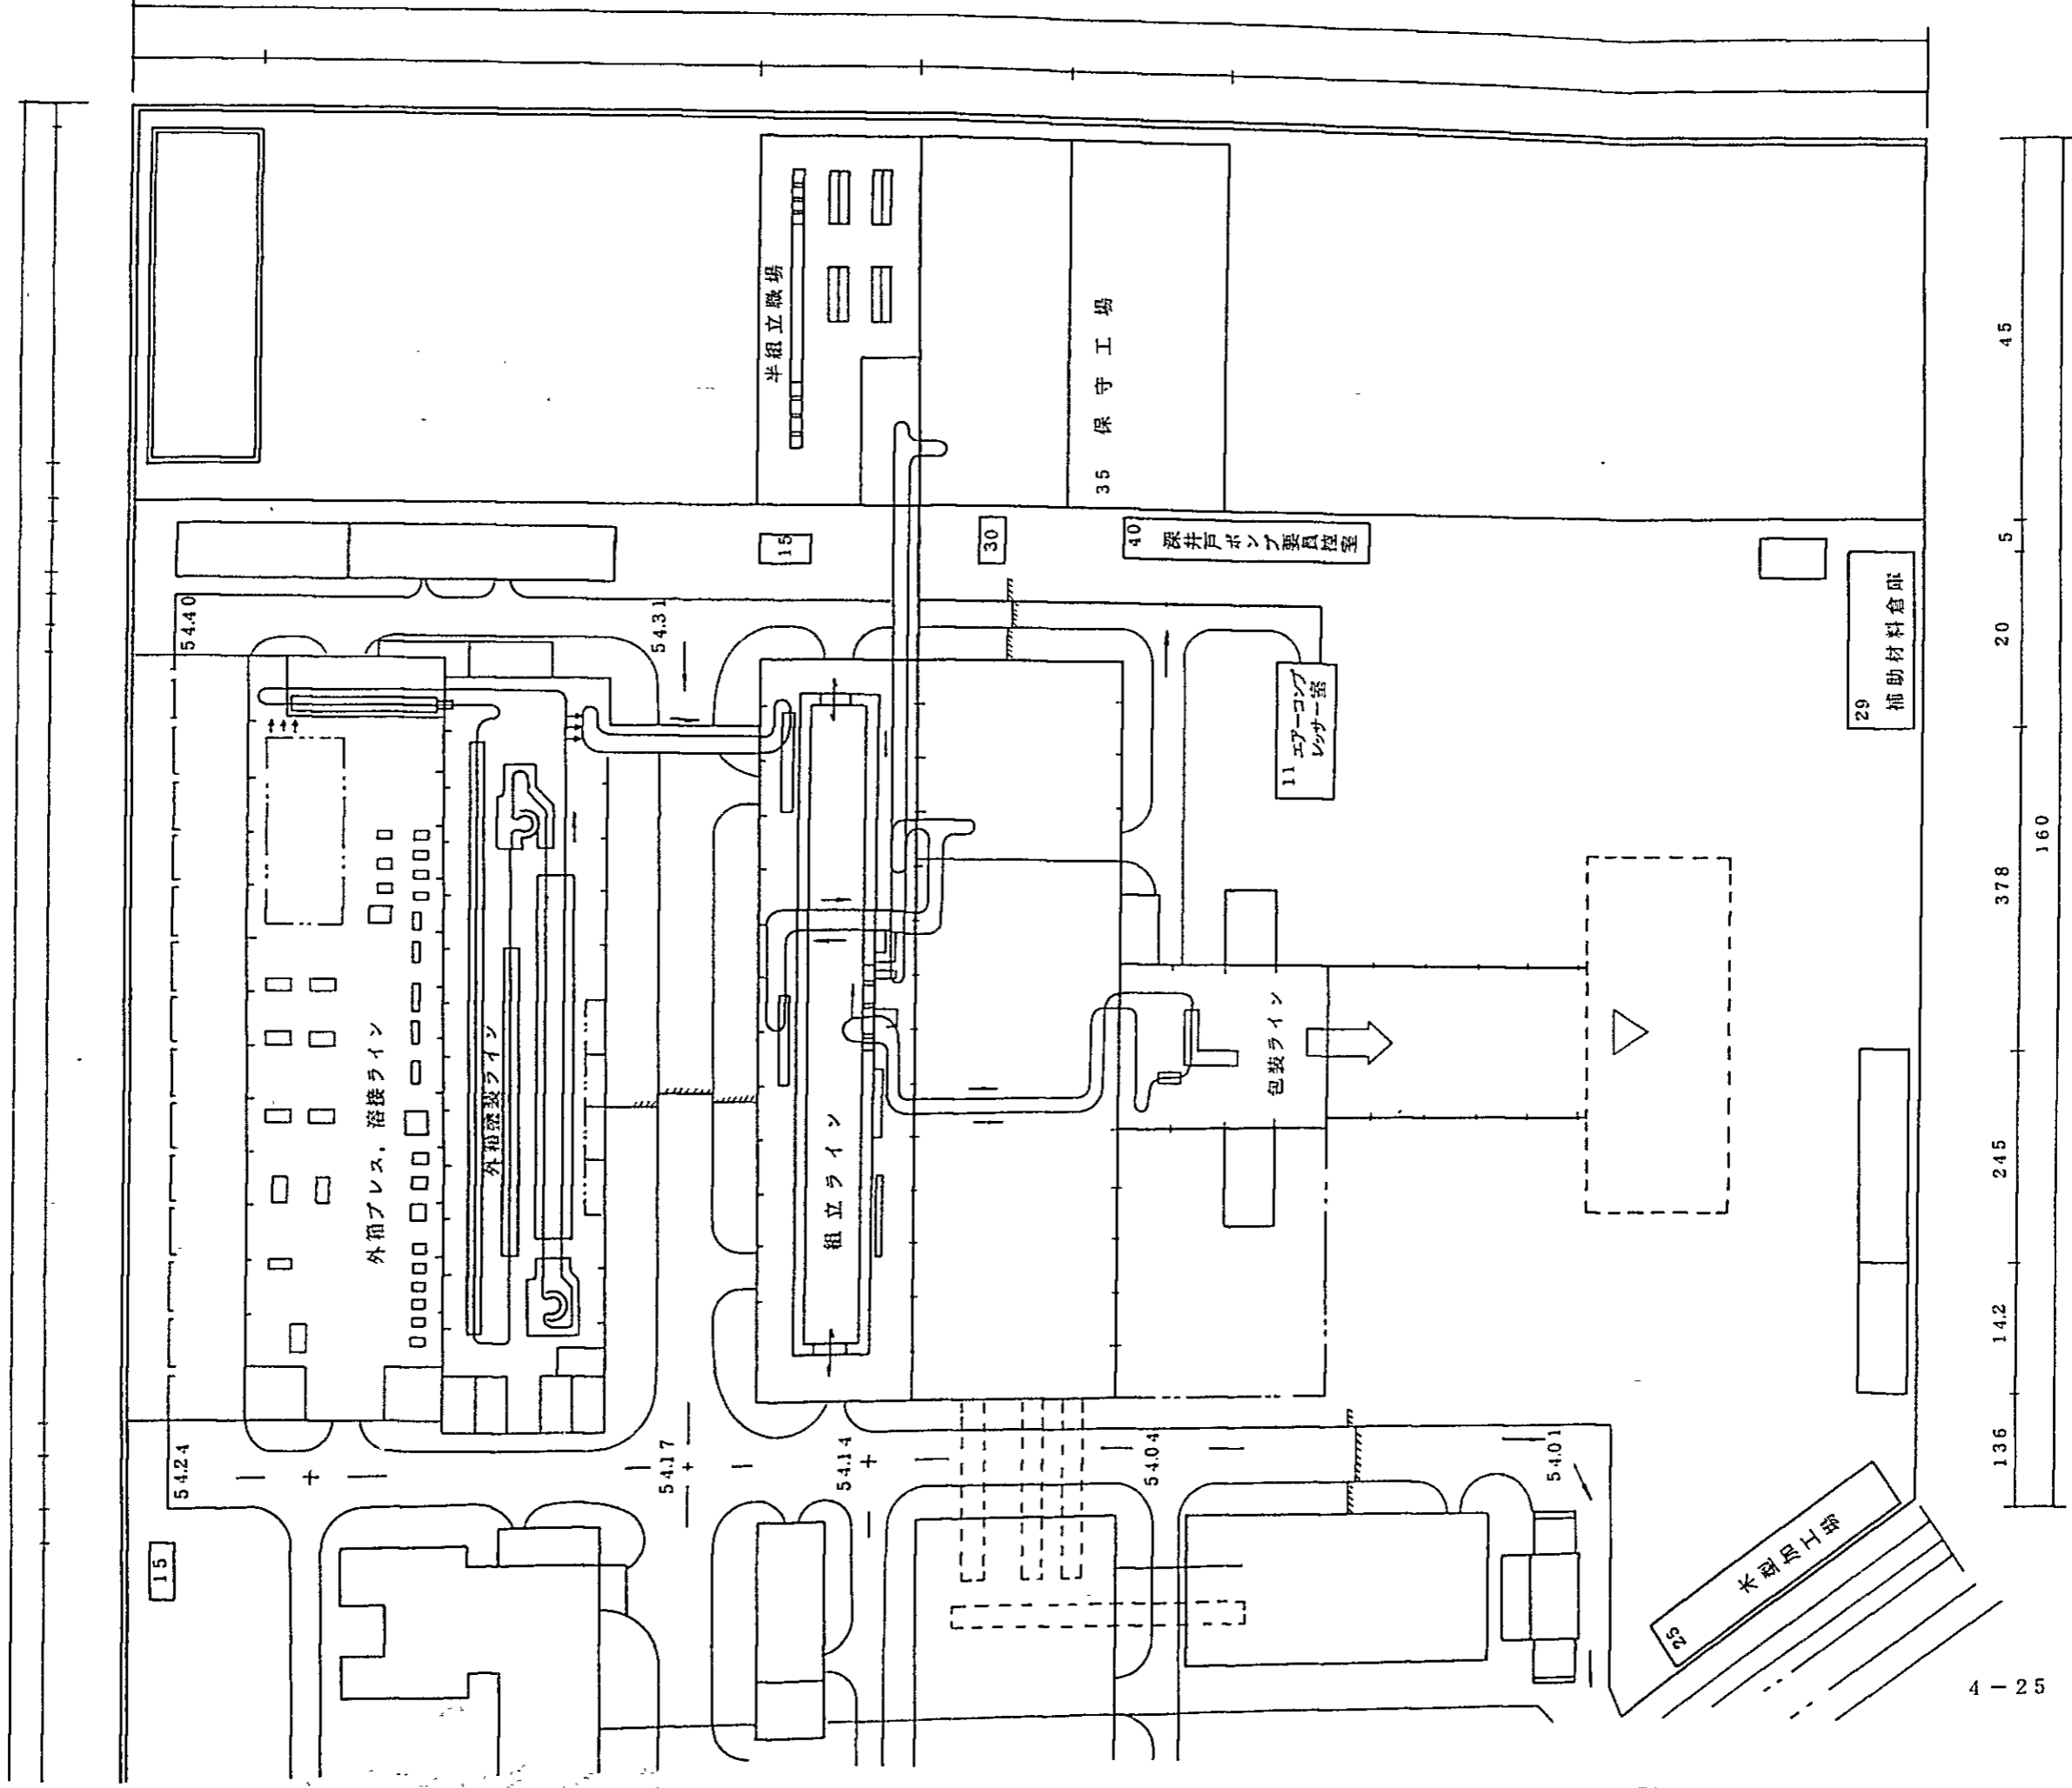 半組立職場
35 保守工場
15
30
40
深井戸ポンプ要員控室
54.40
54.31
29
補助材料倉庫
11 エアーコンプ
レッサー室
外箱プレス，溶接ライン
外箱塗装ライン
組立ライン
包装ライン
54.24
54.17
54.14
54.04
54.01
15
25
木型加工場
45
5
20
378
160
245
14.2
136
4-25